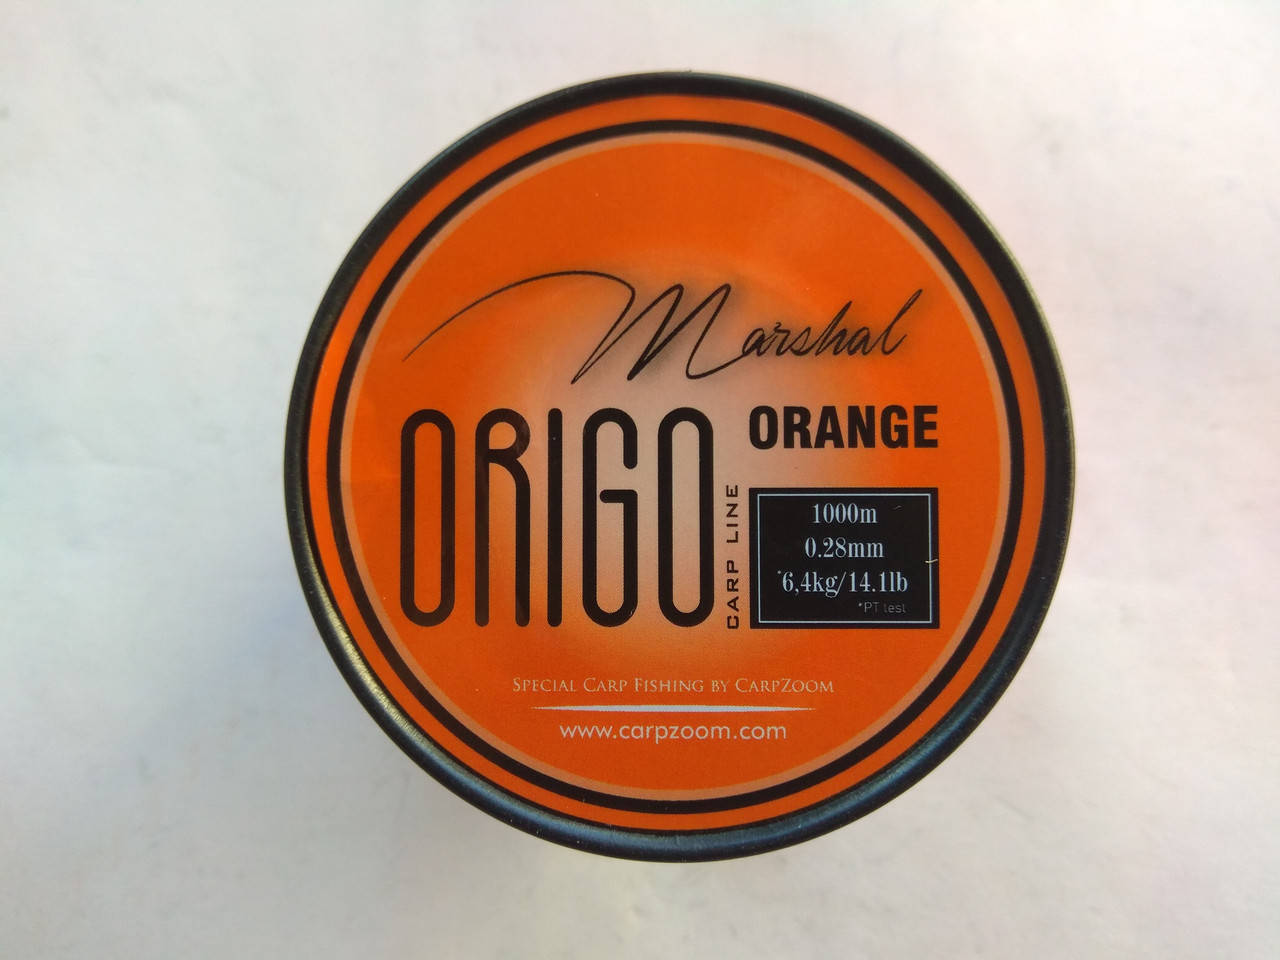 Marshal
ORIGO
CARP LINE
ORANGE
1000m
0.28mm
*6,4kg/14.1lb
*PT test
Special Carp Fishing by CarpZoom
www.carpzoom.com